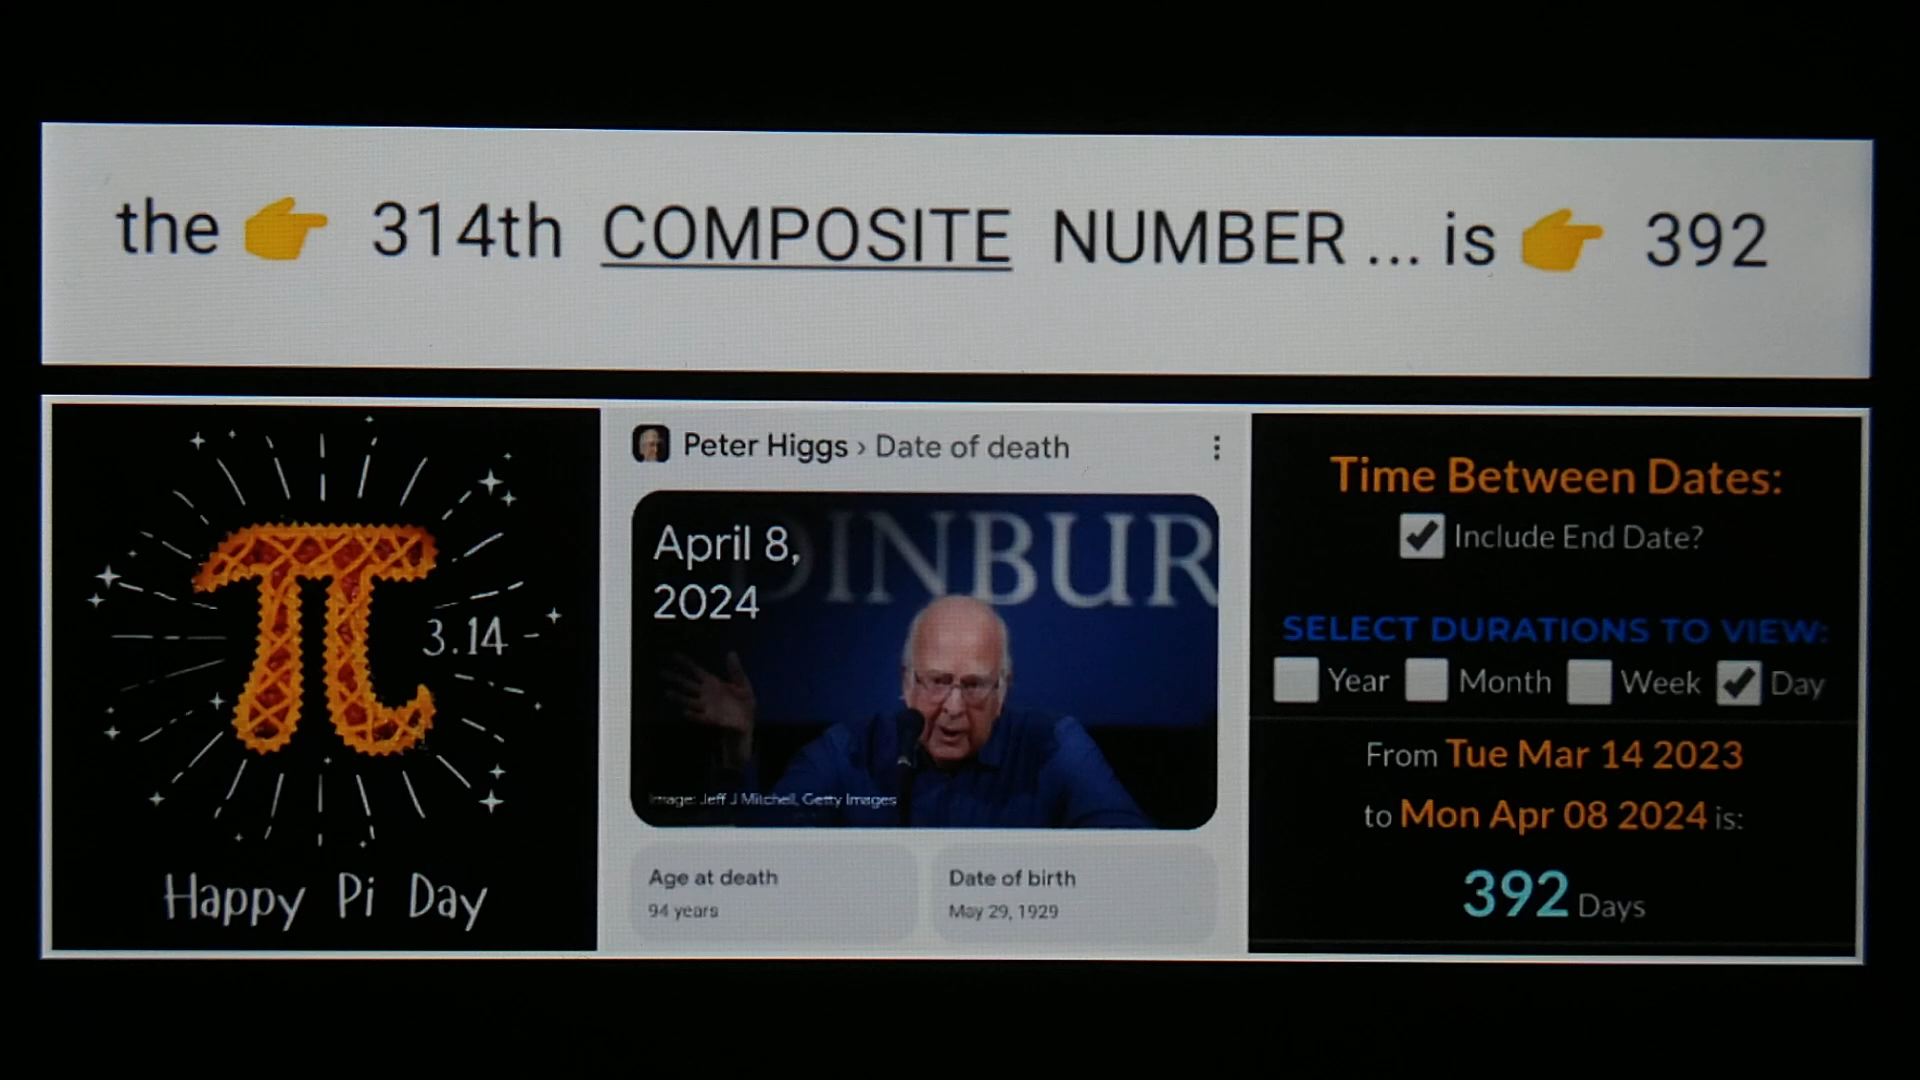 the 👉 314th COMPOSITE NUMBER ... is 👉 392
3.14
Happy Pi Day
Peter Higgs › Date of death
April 8,
2024
DINBUR
Image: Jeff J Mitchell, Getty Images
Age at death
94 years
Date of birth
May 29, 1929
Time Between Dates:
Include End Date?
SELECT DURATIONS TO VIEW:
Year Month Week Day
From Tue Mar 14 2023
to Mon Apr 08 2024 is:
392 Days